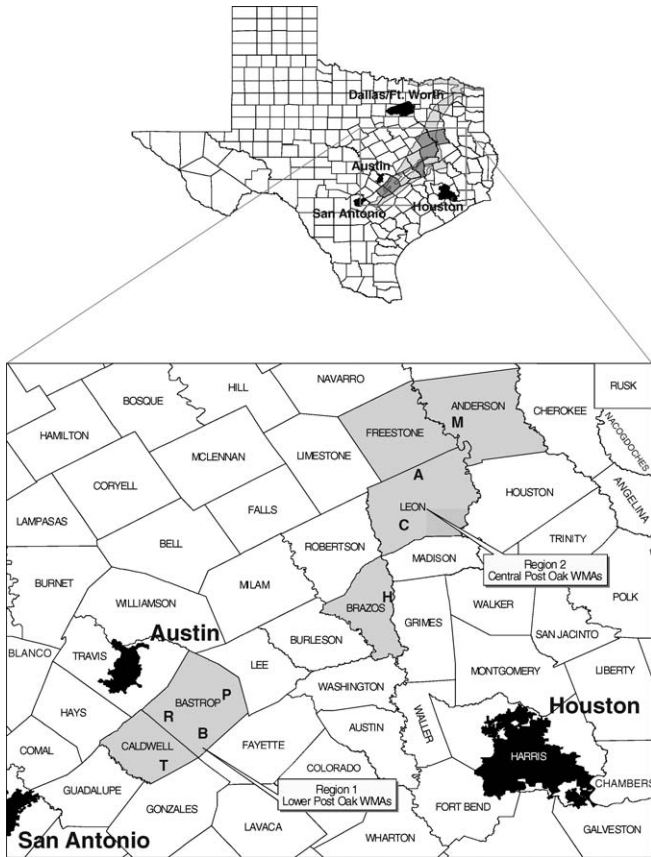 Dallas/Ft. Worth
Austin
San Antonio
Houston
NAVARRO
RUSK
HILL
BOSQUE
ANDERSON
CHEROKEE
M
HAMILTON
FREESTONE
NACOGDOCHES
MCLENNAN
LIMESTONE
A
CORYELL
HOUSTON
ANGELINA
LEON
FALLS
LAMPASAS
C
TRINITY
BELL
ROBERTSON
MADISON
Region 2
Central Post Oak WMAs
BURNET
MILAM
H
POLK
WILLIAMSON
BRAZOS
WALKER
GRIMES
Austin
BURLESON
SAN JACINTO
BLANCO
TRAVIS
LEE
MONTGOMERY
LIBERTY
WASHINGTON
BASTROP
P
HAYS
R
WALLER
Houston
B
AUSTIN
CALDWELL
FAYETTE
HARRIS
COMAL
T
COLORADO
CHAMBERS
GUADALUPE
Region 1
Lower Post Oak WMAs
FORT BEND
GONZALES
LAVACA
GALVESTON
San Antonio
WHARTON